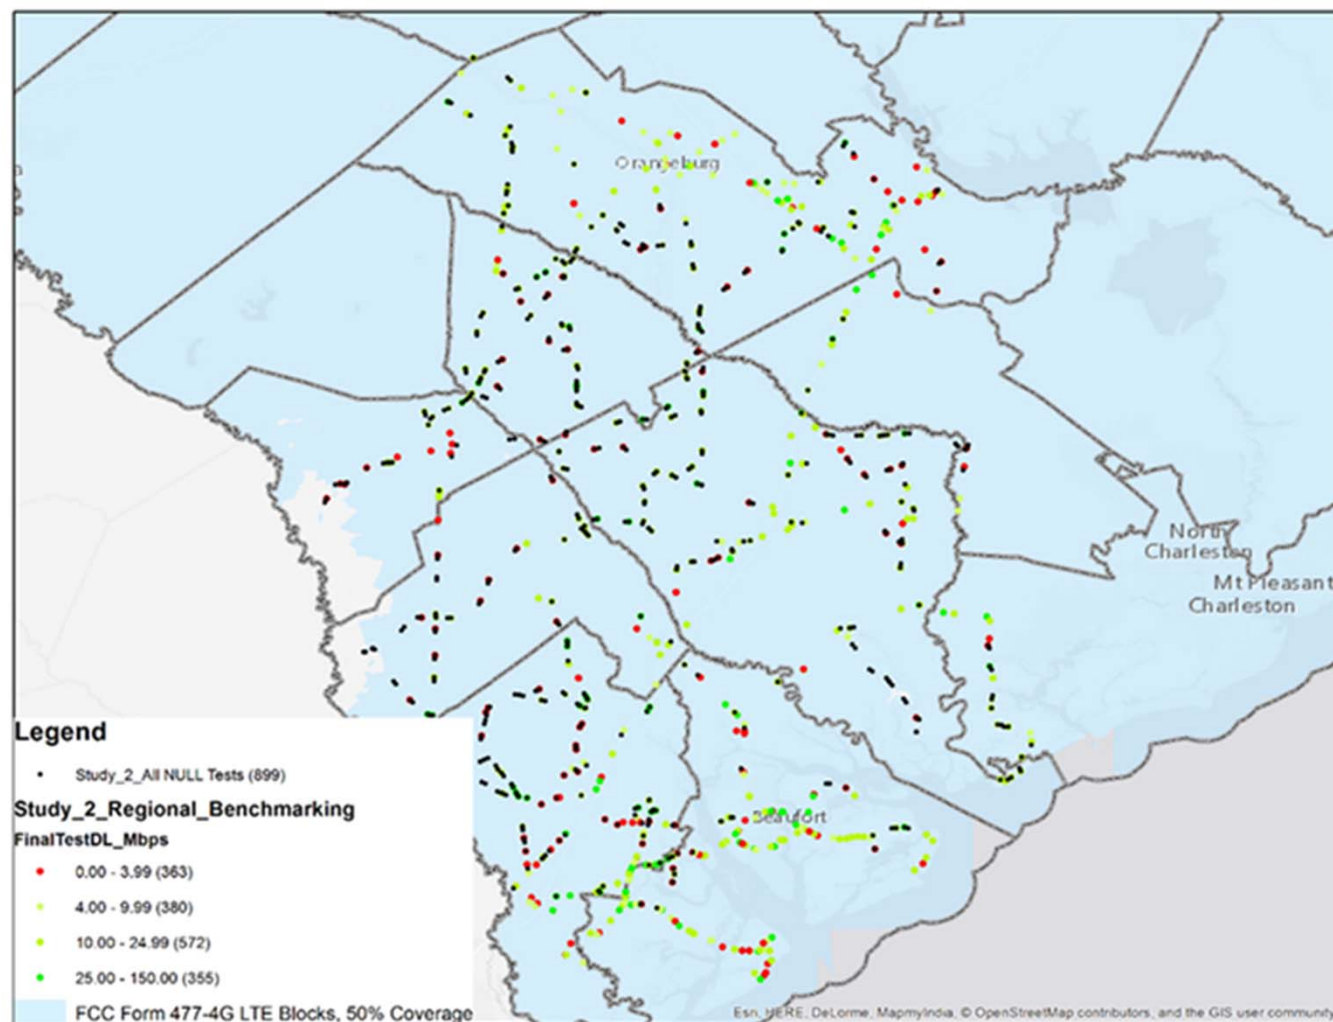 Orangeburg
North
Charleston
Mt Pleasant
Charleston
Beaufort
Legend
Study_2_All NULL Tests (899)
Study_2_Regional_Benchmarking
FinalTestDL_Mbps
0.00 - 3.99 (363)
4.00 - 9.99 (380)
10.00 - 24.99 (572)
25.00 - 150.00 (355)
FCC Form 477-4G LTE Blocks, 50% Coverage
Esri, HERE, DeLorme, MapmyIndia, © OpenStreetMap contributors, and the GIS user community